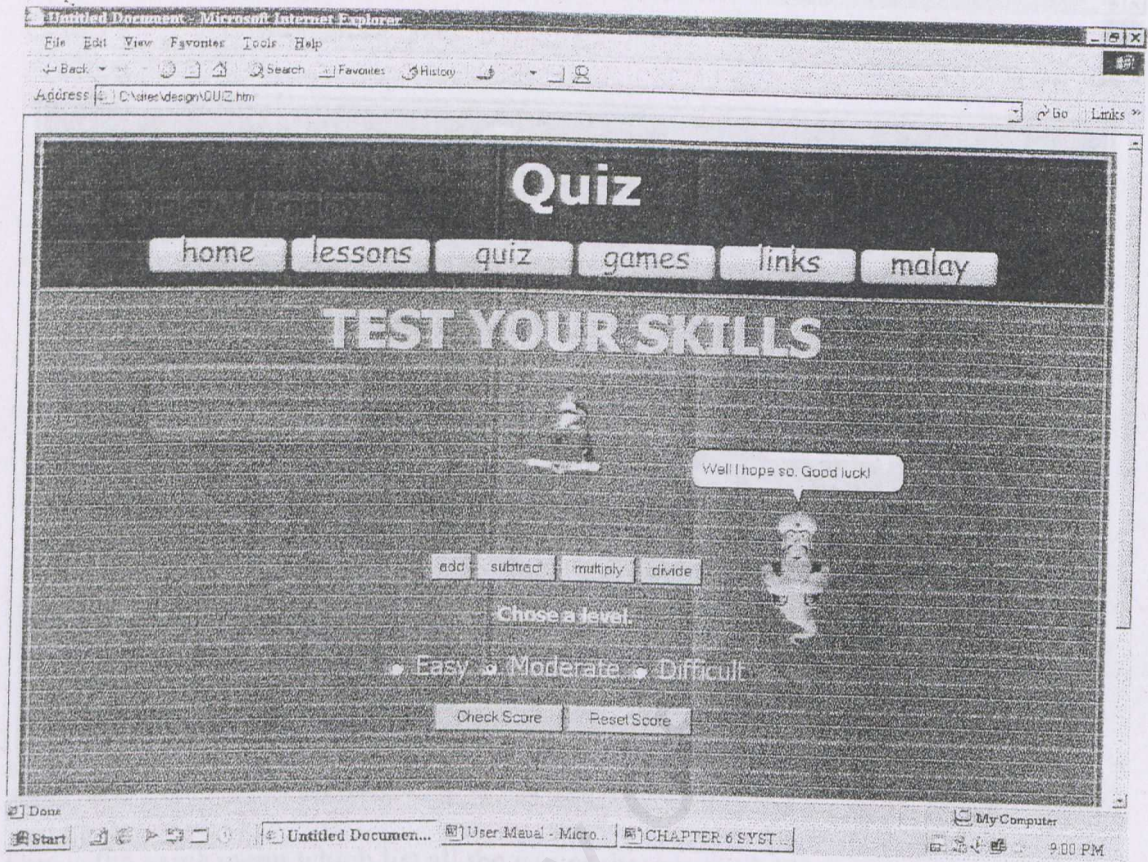 Untitled Document - Microsoft Internet Explorer
File Edit View Favorites Tools Help
Back Search Favorites History
Address C:\sites\design\QUIZ.htm Go Links »
Quiz
home lessons quiz games links malay
TEST YOUR SKILLS
Well I hope so. Good luck!
add subtract multiply divide
Chose a level.
Easy Moderate Difficult
Check Score Reset Score
Done My Computer
Start Untitled Documen... User Maual - Micro... CHAPTER 6 SYST... 9:00 PM